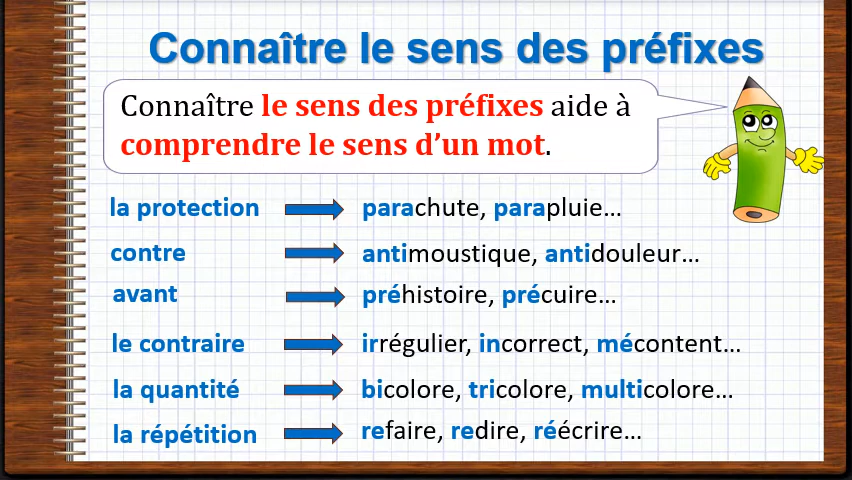 Connaître le sens des préfixes
Connaître le sens des préfixes aide à
comprendre le sens d’un mot.
la protection parachute, parapluie…
contre antimoustique, antidouleur…
avant préhistoire, précuire…
le contraire irrégulier, incorrect, mécontent…
la quantité bicolore, tricolore, multicolore…
la répétition refaire, redire, réécrire…